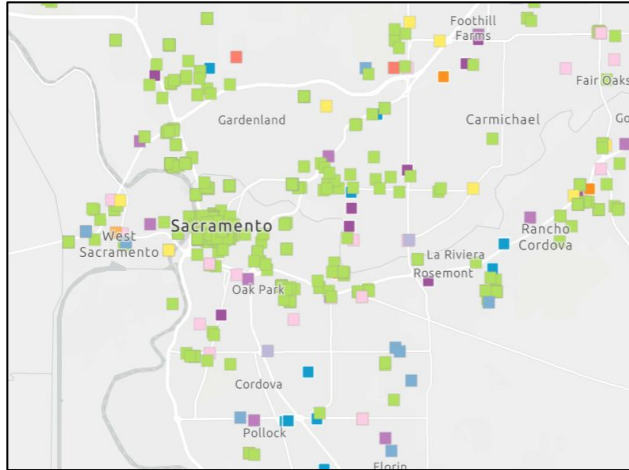 Foothill
Farms
Fair Oaks
Gardenland
Carmichael
Sacramento
West
Sacramento
Rancho
Cordova
La Riviera
Rosemont
Oak Park
Cordova
Pollock
Florin